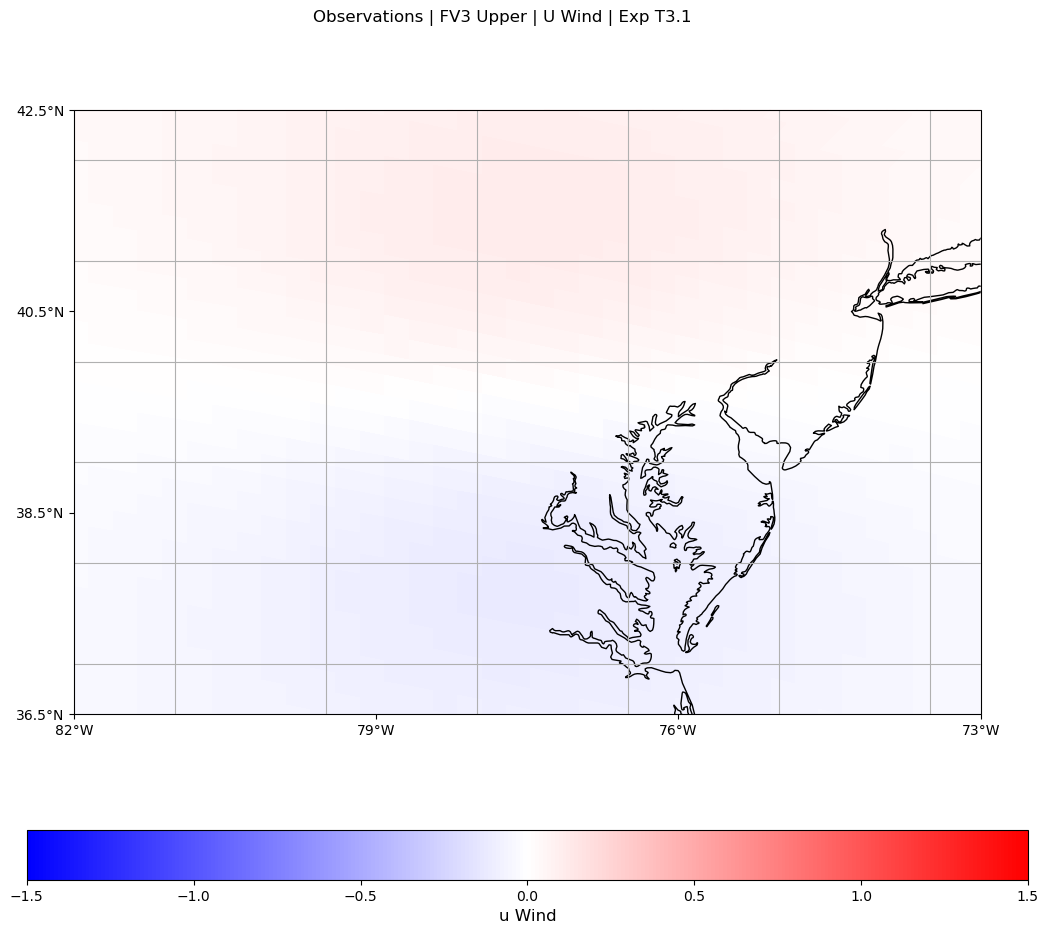 Observations | FV3 Upper | U Wind | Exp T3.1
42.5°N
40.5°N
38.5°N
36.5°N
82°W 79°W 76°W 73°W
−1.5 −1.0 −0.5 0.0 0.5 1.0 1.5
u Wind